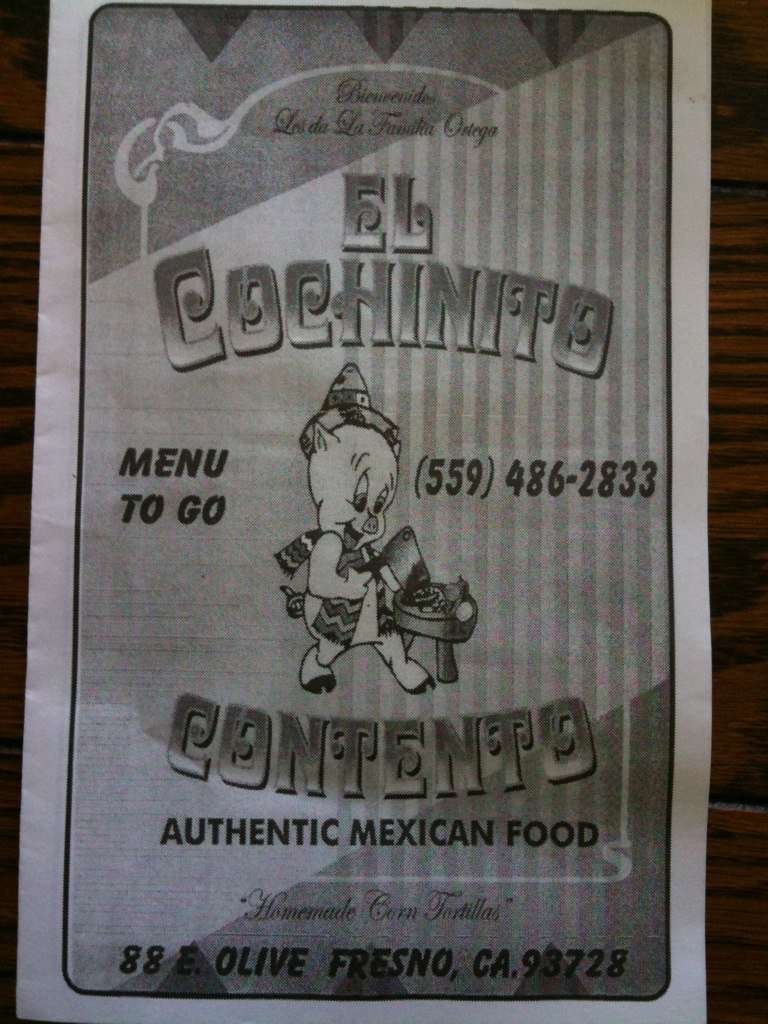 Bienvenidos
Les da La Familia Ortega
EL
COCHINITO
MENU
TO GO
(559) 486-2833
CONTENTO
AUTHENTIC MEXICAN FOOD
"Homemade Corn Tortillas"
88 E. OLIVE FRESNO, CA. 93728